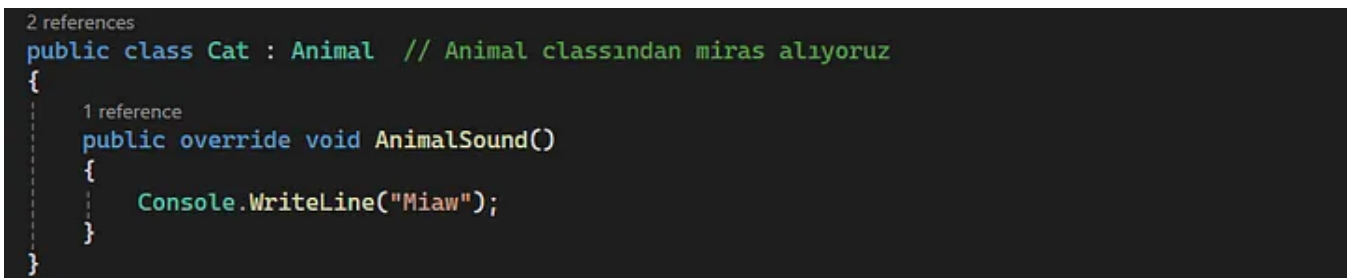 2 references
public class Cat : Animal  // Animal classından miras alıyoruz
{
1 reference
public override void AnimalSound()
{
Console.WriteLine("Miaw");
}
}